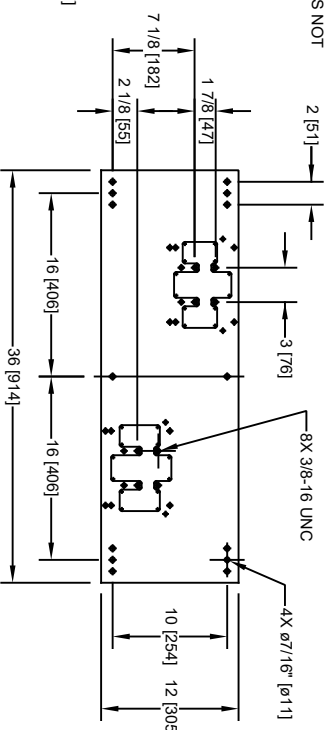 S NOT
2 [51]
1 7/8 [47]
7 1/8 [182]
2 1/8 [55]
]
3 [76]
8X 3/8-16 UNC
4X ø7/16" [ø11]
16 [406]
16 [406]
36 [914]
10 [254]
12 [305